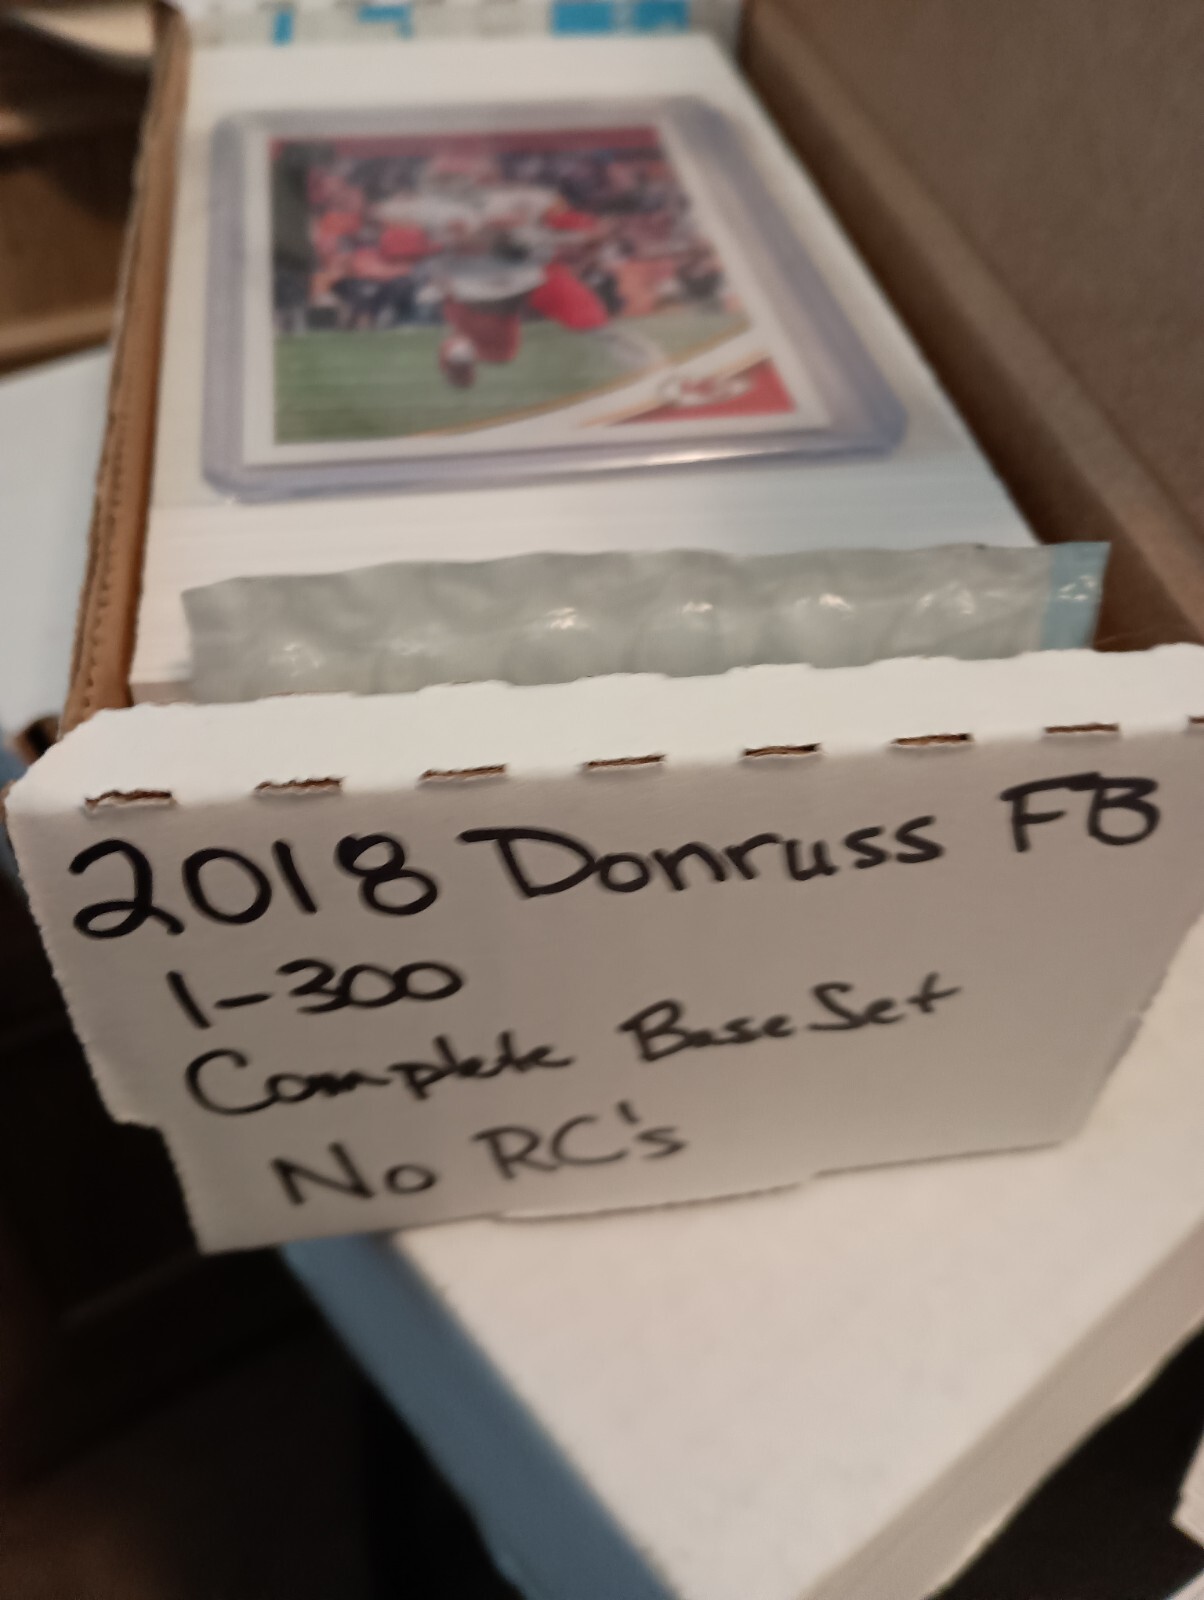 2018 Donruss FB
1-300
Complete Base Set
No RC's